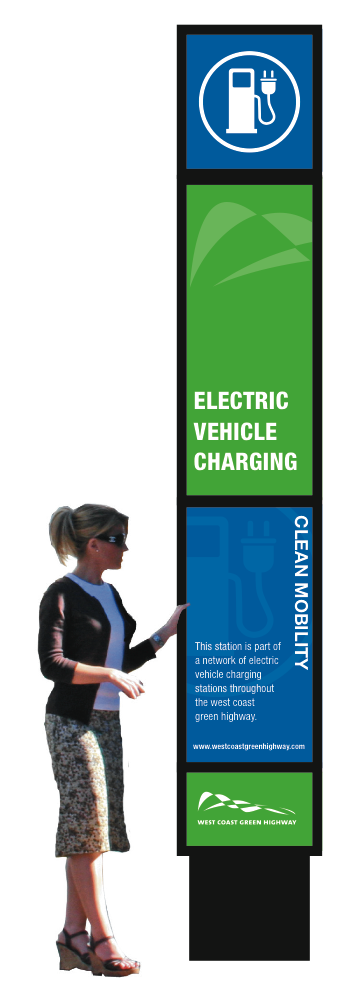 ELECTRIC
VEHICLE
CHARGING
CLEAN MOBILITY
This station is part of
a network of electric
vehicle charging
stations throughout
the west coast
green highway.
www.westcoastgreenhighway.com
WEST COAST GREEN HIGHWAY